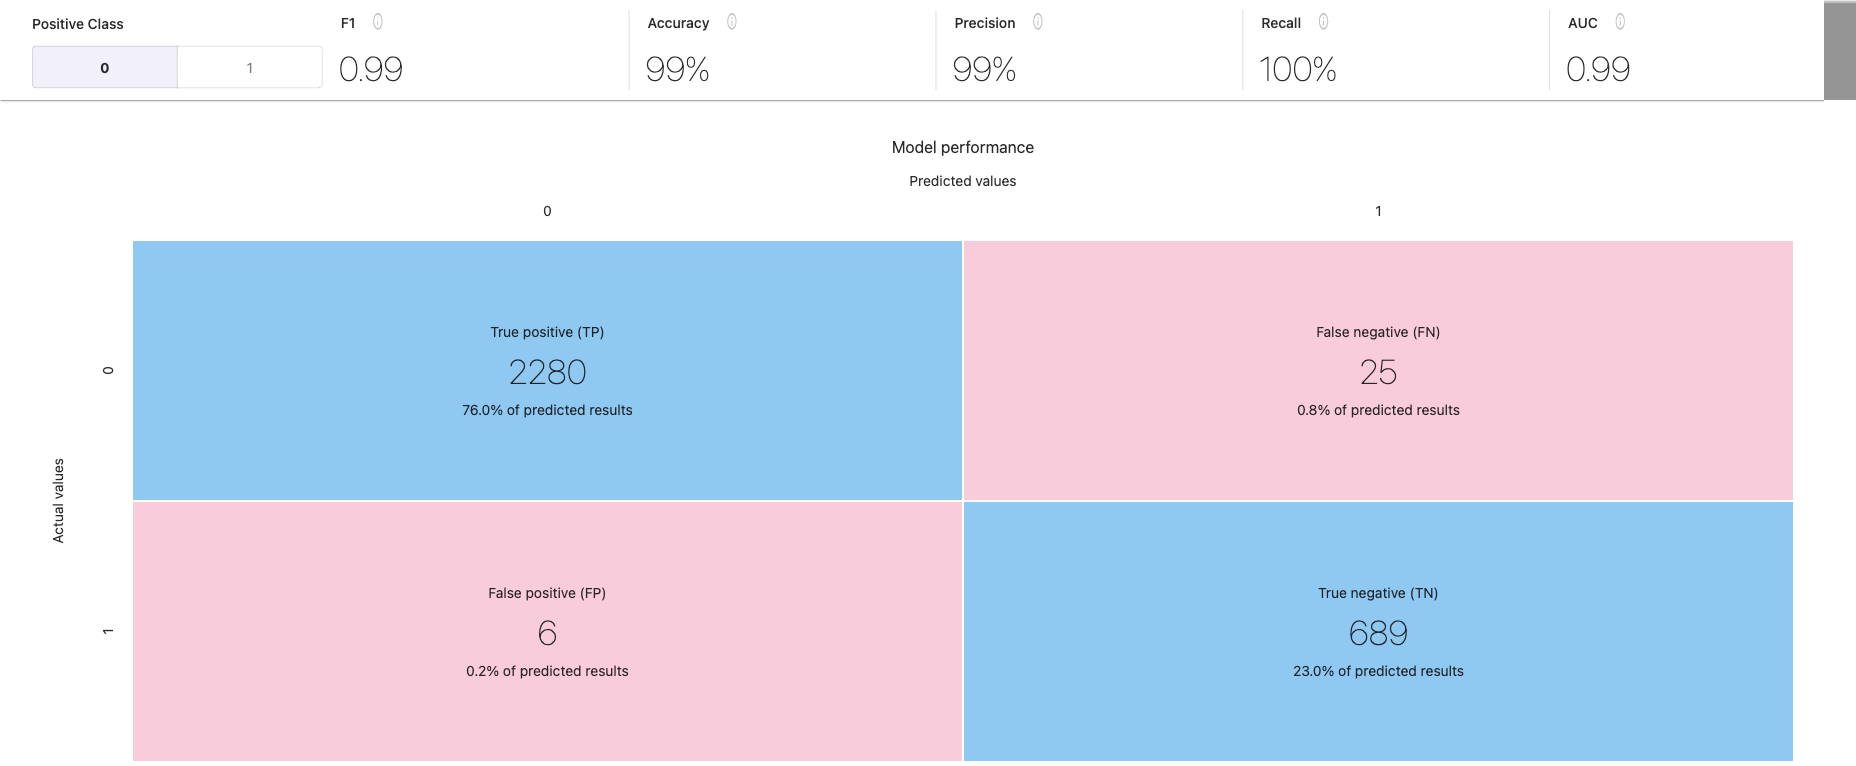 Positive Class
0 1
F1
0.99
Accuracy
99%
Precision
99%
Recall
100%
AUC
0.99
Model performance
Predicted values
0 1
Actual values
0
True positive (TP)
2280
76.0% of predicted results
False negative (FN)
25
0.8% of predicted results
1
False positive (FP)
6
0.2% of predicted results
True negative (TN)
689
23.0% of predicted results